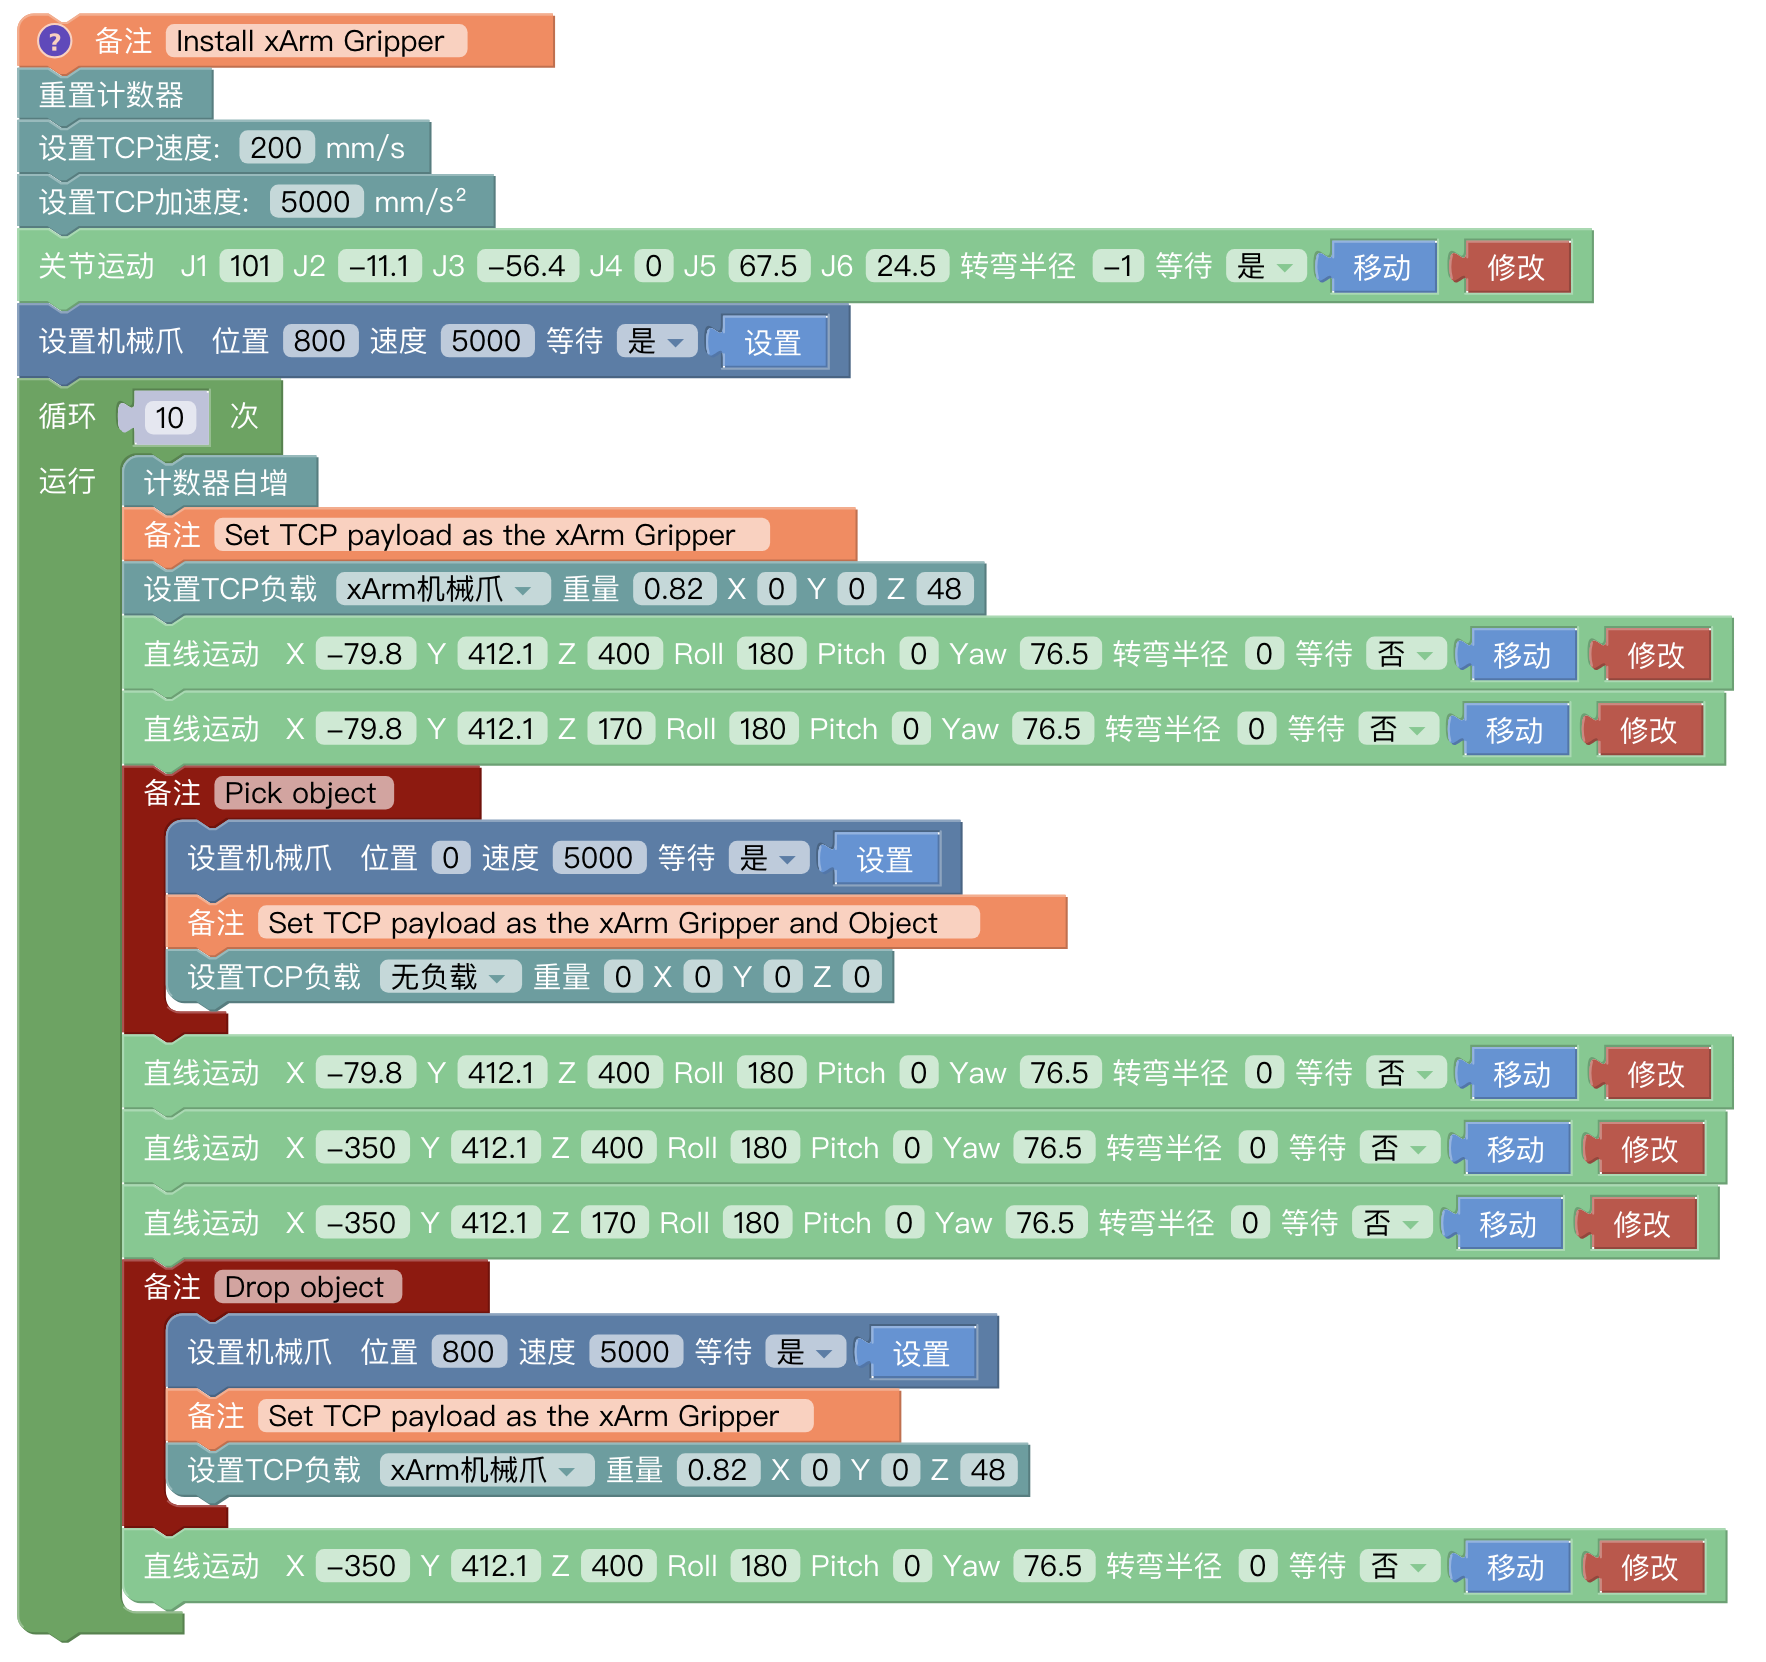 ? 备注 Install xArm Gripper
重置计数器
设置TCP速度: 200 mm/s
设置TCP加速度: 5000 mm/s²
关节运动 J1 101 J2 -11.1 J3 -56.4 J4 0 J5 67.5 J6 24.5 转弯半径 -1 等待 是 移动 修改
设置机械爪 位置 800 速度 5000 等待 是 设置
循环 10 次
运行 计数器自增
备注 Set TCP payload as the xArm Gripper
设置TCP负载 xArm机械爪 重量 0.82 X 0 Y 0 Z 48
直线运动 X -79.8 Y 412.1 Z 400 Roll 180 Pitch 0 Yaw 76.5 转弯半径 0 等待 否 移动 修改
直线运动 X -79.8 Y 412.1 Z 170 Roll 180 Pitch 0 Yaw 76.5 转弯半径 0 等待 否 移动 修改
备注 Pick object
设置机械爪 位置 0 速度 5000 等待 是 设置
备注 Set TCP payload as the xArm Gripper and Object
设置TCP负载 无负载 重量 0 X 0 Y 0 Z 0
直线运动 X -79.8 Y 412.1 Z 400 Roll 180 Pitch 0 Yaw 76.5 转弯半径 0 等待 否 移动 修改
直线运动 X -350 Y 412.1 Z 400 Roll 180 Pitch 0 Yaw 76.5 转弯半径 0 等待 否 移动 修改
直线运动 X -350 Y 412.1 Z 170 Roll 180 Pitch 0 Yaw 76.5 转弯半径 0 等待 否 移动 修改
备注 Drop object
设置机械爪 位置 800 速度 5000 等待 是 设置
备注 Set TCP payload as the xArm Gripper
设置TCP负载 xArm机械爪 重量 0.82 X 0 Y 0 Z 48
直线运动 X -350 Y 412.1 Z 400 Roll 180 Pitch 0 Yaw 76.5 转弯半径 0 等待 否 移动 修改